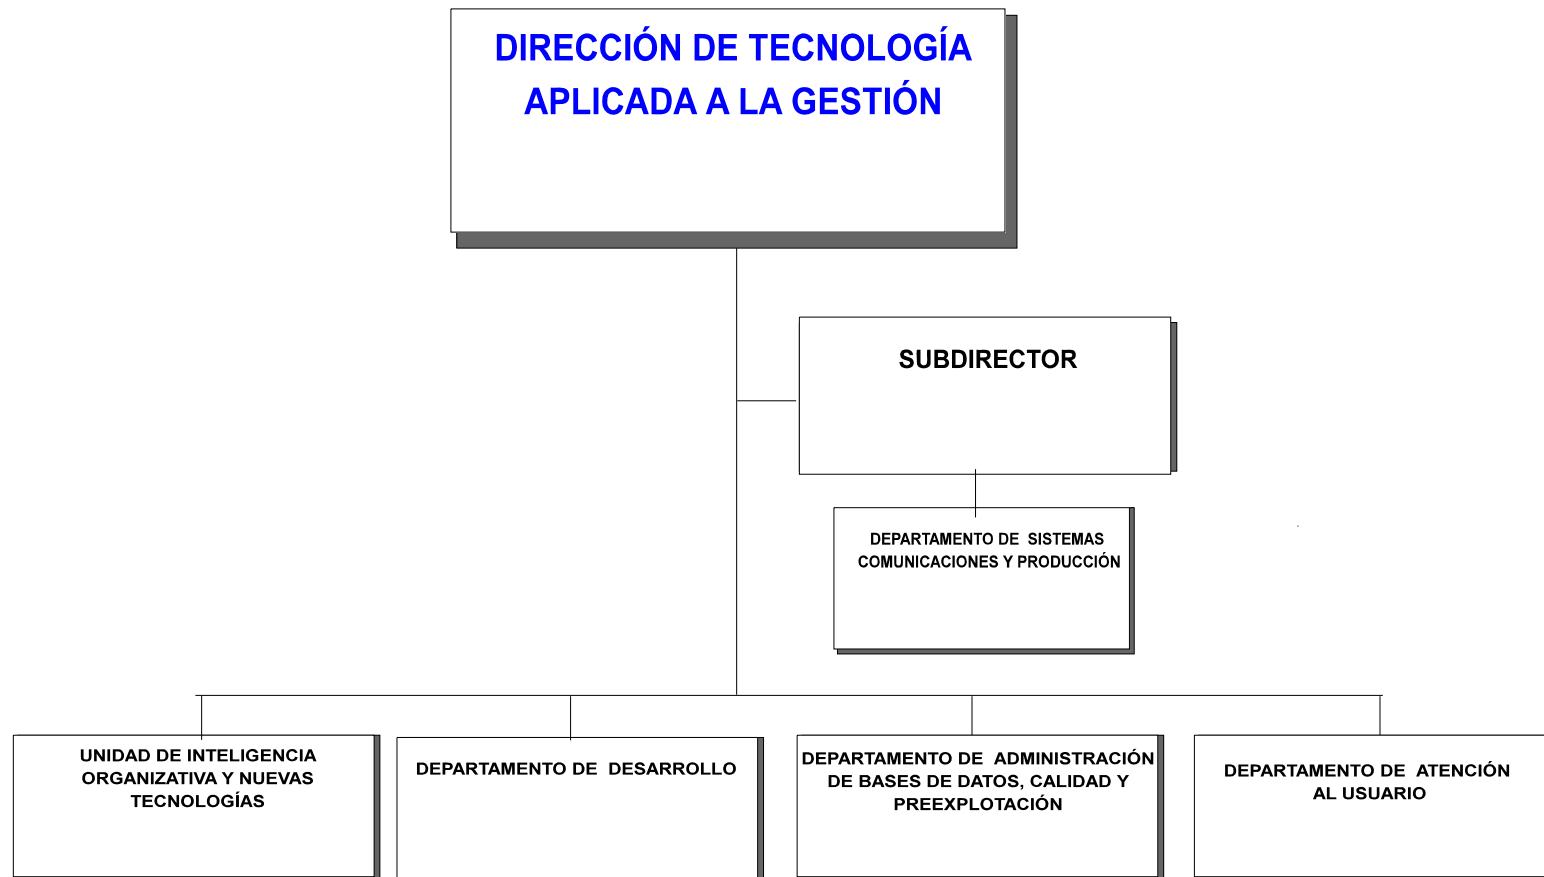 DIRECCIÓN DE TECNOLOGÍA
APLICADA A LA GESTIÓN
SUBDIRECTOR
DEPARTAMENTO DE SISTEMAS
COMUNICACIONES Y PRODUCCIÓN
UNIDAD DE INTELIGENCIA
ORGANIZATIVA Y NUEVAS
TECNOLOGÍAS
DEPARTAMENTO DE DESARROLLO
DEPARTAMENTO DE ADMINISTRACIÓN
DE BASES DE DATOS, CALIDAD Y
PREEXPLOTACIÓN
DEPARTAMENTO DE ATENCIÓN
AL USUARIO